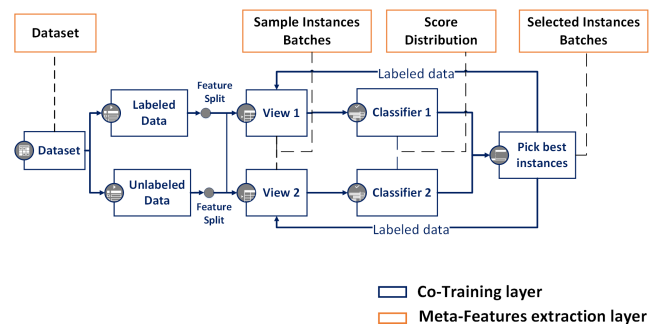 Dataset
Sample Instances
Batches
Score
Distribution
Selected Instances
Batches
Labeled data
Feature
Split
Labeled
Data
View 1
Classifier 1
Dataset
Pick best
instances
Unlabeled
Data
View 2
Classifier 2
Feature
Split
Labeled data
Co-Training layer
Meta-Features extraction layer